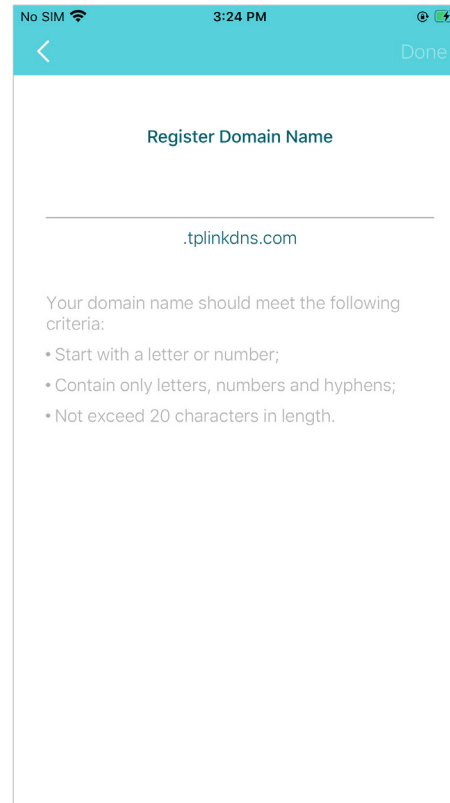 No SIM 3:24 PM
Done
Register Domain Name
.tplinkdns.com
Your domain name should meet the following
criteria:
• Start with a letter or number;
• Contain only letters, numbers and hyphens;
• Not exceed 20 characters in length.